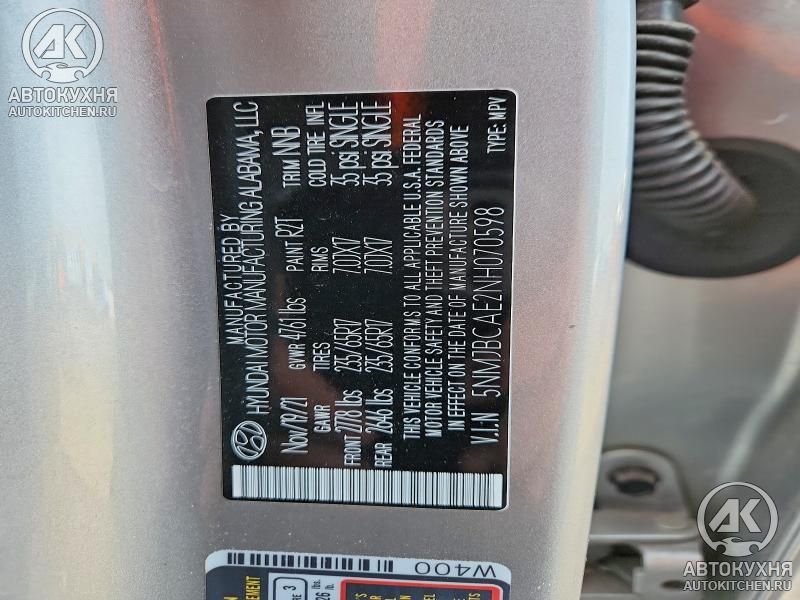 АВТОКУХНЯ
AUTOKITCHEN.RU
MANUFACTURED BY
HYUNDAI MOTOR MANUFACTURING ALABAMA, LLC
Nov/19/21 GVWR 4761 lbs PAINT R2T TRIM NNB
GAWR TIRES RIMS COLD TIRE INFL
FRONT 2778 lbs 235/65R17 7.0JX17 35 psi SINGLE
REAR 2646 lbs 235/65R17 7.0JX17 35 psi SINGLE
THIS VEHICLE CONFORMS TO ALL APPLICABLE U.S.A. FEDERAL
MOTOR VEHICLE SAFETY AND THEFT PREVENTION STANDARDS
IN EFFECT ON THE DATE OF MANUFACTURE SHOWN ABOVE
V.I.N 5NMJBCAE2NH070598
TYPE: MPV
W400
AK
АВТОКУХНЯ
AUTOKITCHEN.RU